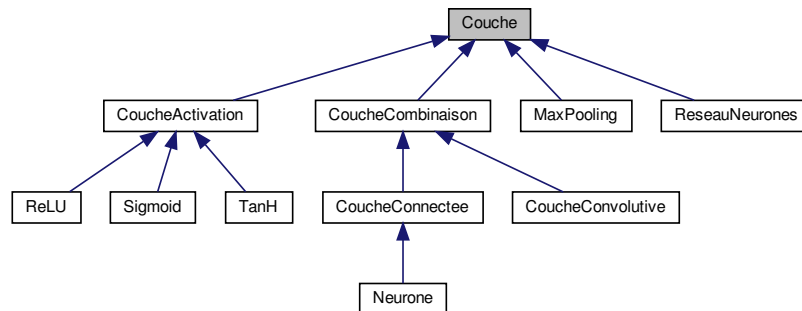 Couche
CoucheActivation
CoucheCombinaison
MaxPooling
ReseauNeurones
ReLU
Sigmoid
TanH
CoucheConnectee
CoucheConvolutive
Neurone